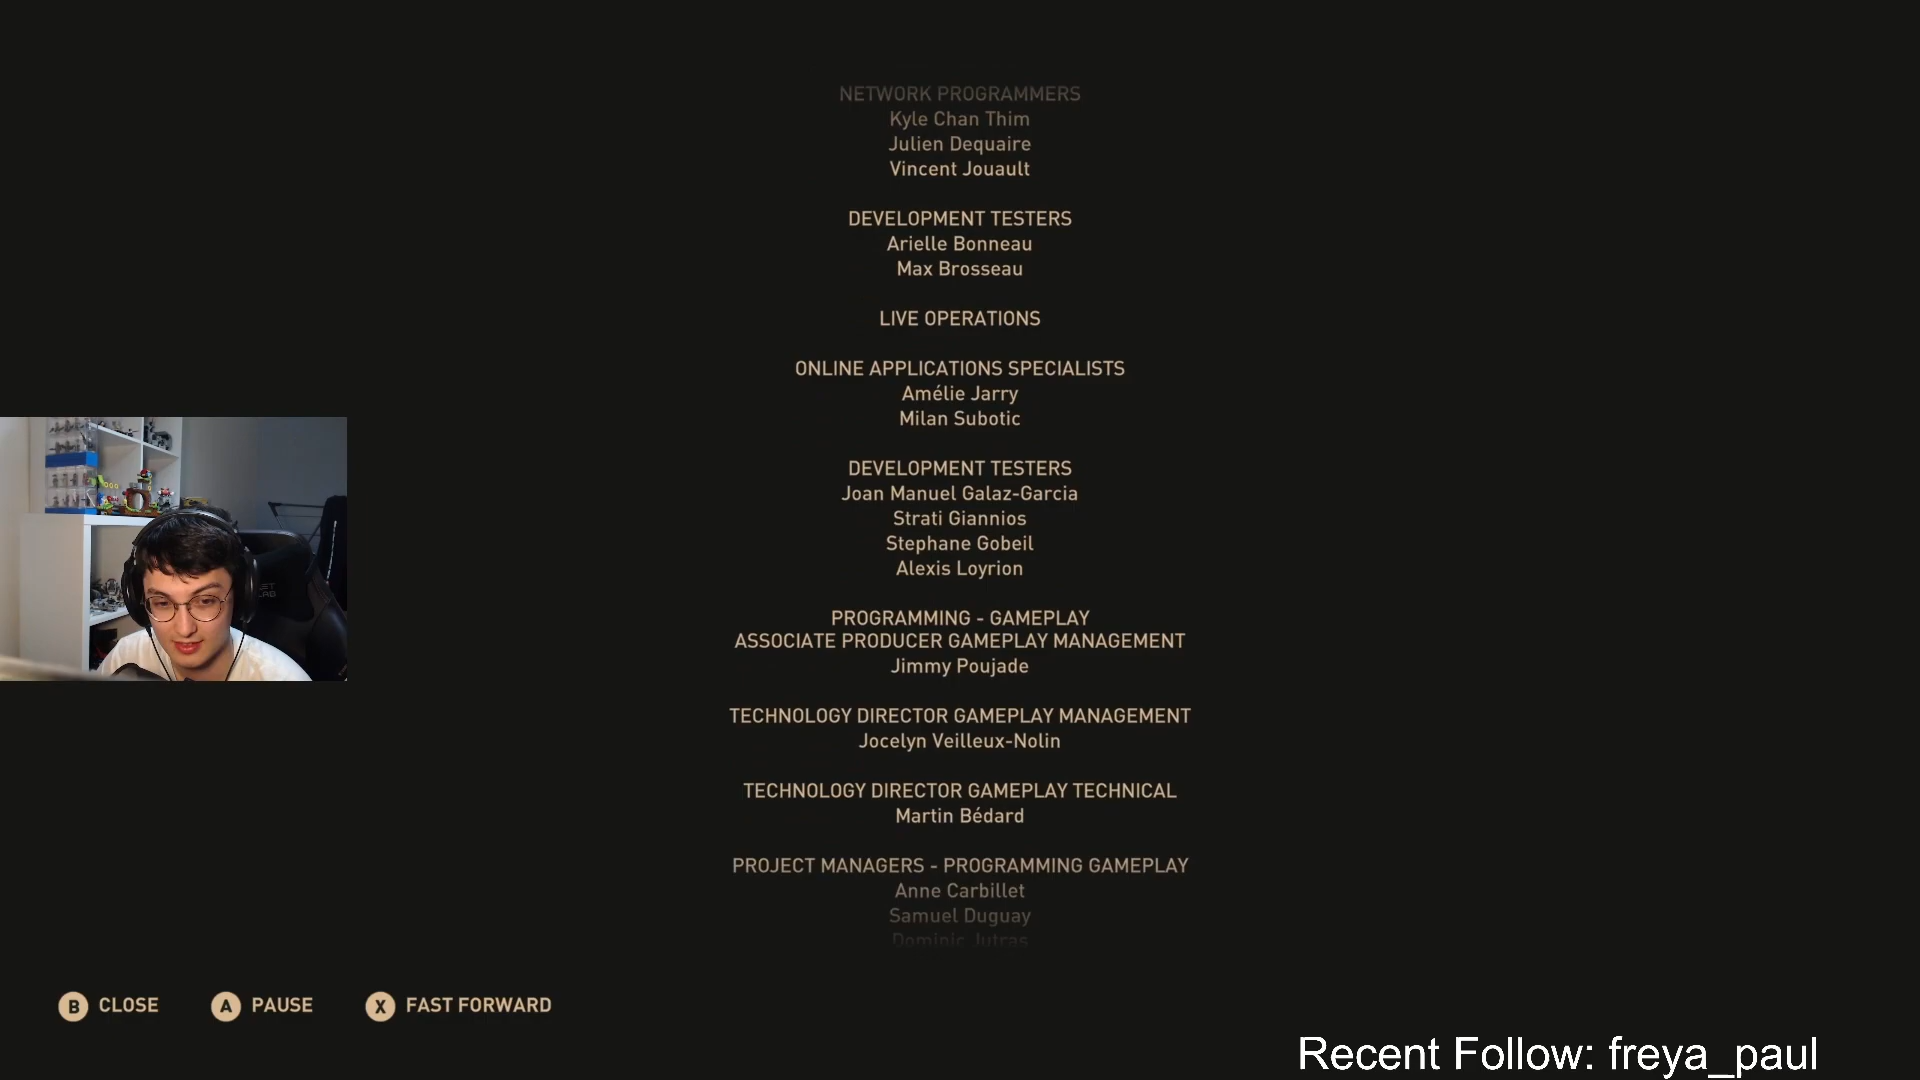 NETWORK PROGRAMMERS
Kyle Chan Thim
Julien Dequaire
Vincent Jouault
DEVELOPMENT TESTERS
Arielle Bonneau
Max Brosseau
LIVE OPERATIONS
ONLINE APPLICATIONS SPECIALISTS
Amélie Jarry
Milan Subotic
DEVELOPMENT TESTERS
Joan Manuel Galaz-Garcia
Strati Giannios
Stephane Gobeil
Alexis Loyrion
PROGRAMMING - GAMEPLAY
ASSOCIATE PRODUCER GAMEPLAY MANAGEMENT
Jimmy Poujade
TECHNOLOGY DIRECTOR GAMEPLAY MANAGEMENT
Jocelyn Veilleux-Nolin
TECHNOLOGY DIRECTOR GAMEPLAY TECHNICAL
Martin Bédard
PROJECT MANAGERS - PROGRAMMING GAMEPLAY
Anne Carbillet
Samuel Duguay
Dominic Jutras
B CLOSE A PAUSE X FAST FORWARD
Recent Follow: freya_paul